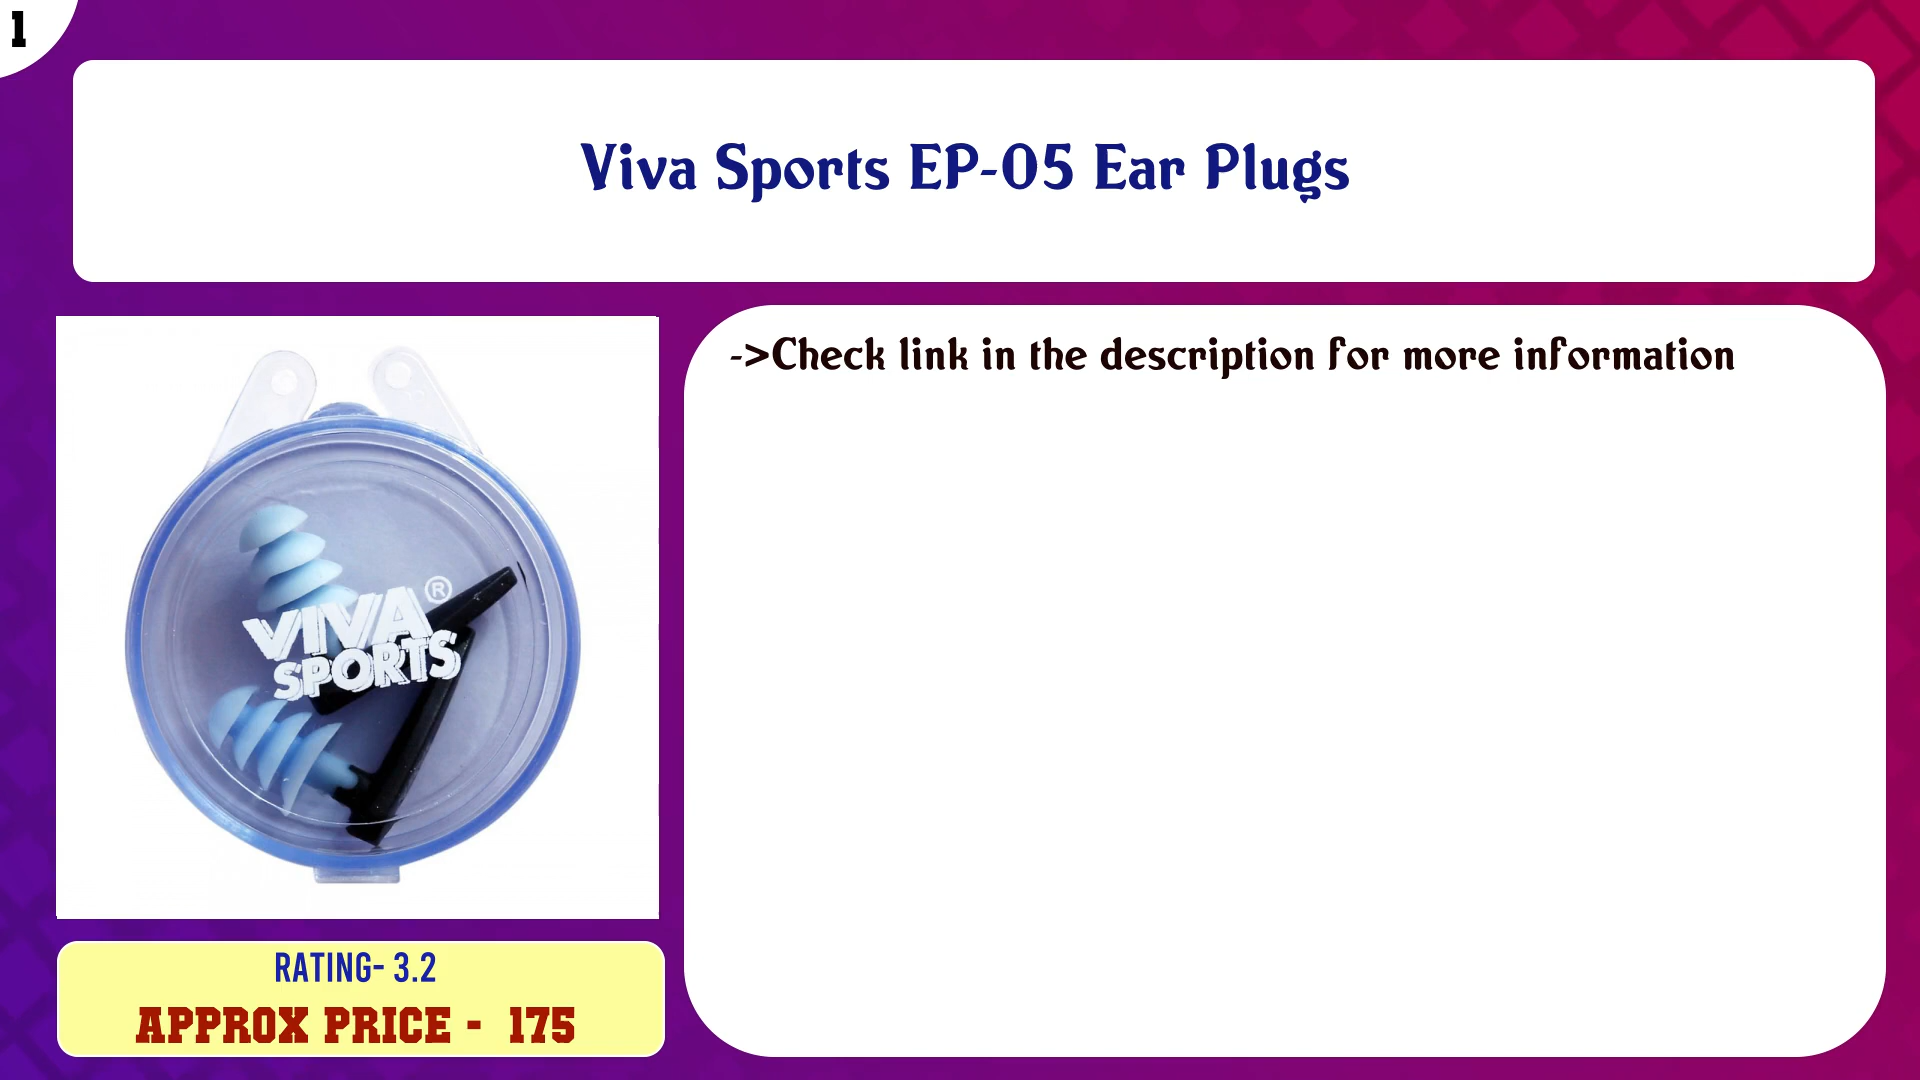 1
Viva Sports EP-05 Ear Plugs
->Check link in the description for more information
VIVA ®
SPORTS
RATING- 3.2
APPROX PRICE - 175